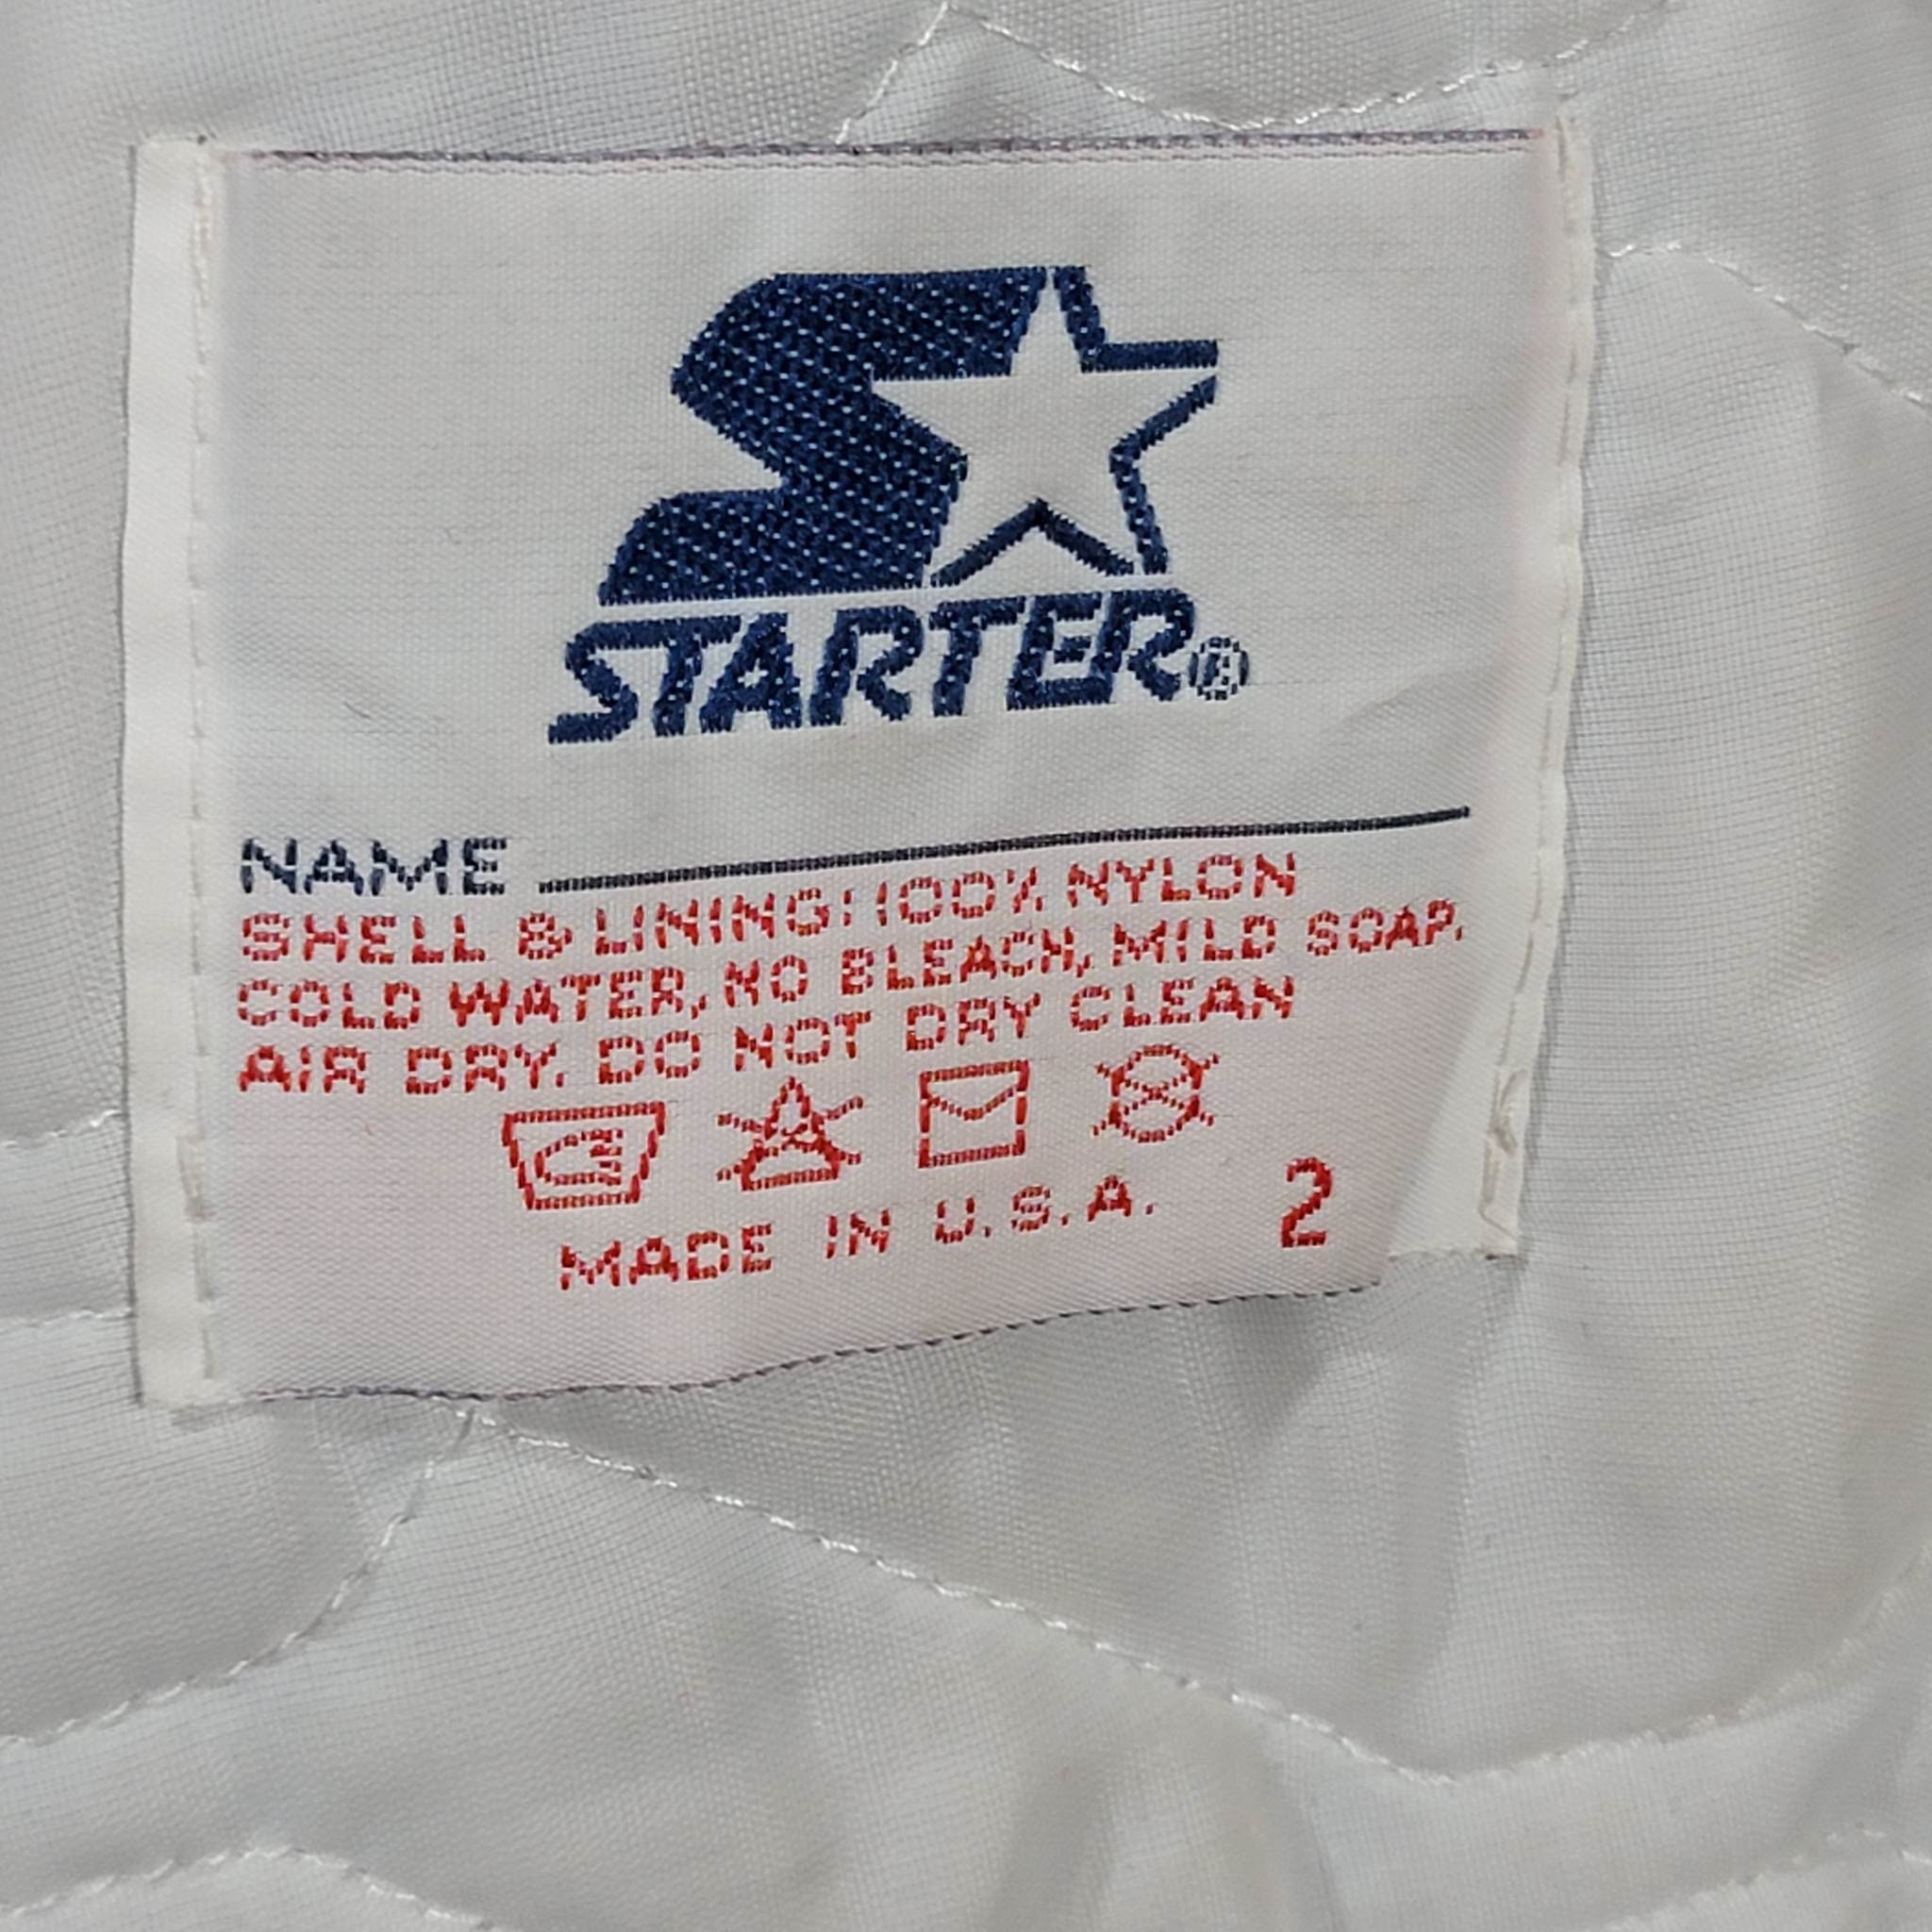 STARTER®
NAME
SHELL & LINING: 100% NYLON
COLD WATER, NO BLEACH, MILD SOAP.
AIR DRY. DO NOT DRY CLEAN
MADE IN U.S.A. 2